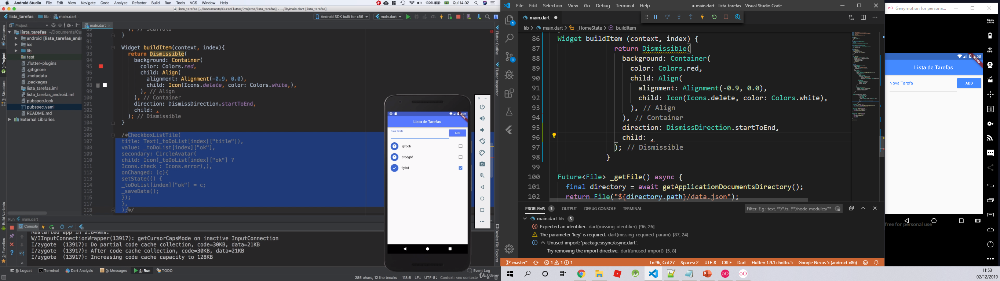 Android Studio File Edit View Navigate Code Analyze Refactor Build Run Tools VCS Window Help
100% Qui 14:02
lista_tarefas [~/Documents/CursoFlutter/Projetos/lista_tarefas] - .../lib/main.dart [lista_tarefas]
lista_tarefas lib main.dart
Android SDK built for x86 main.dart
Project
main.dart
lista_tarefas ~/Documents/Cu
android [lista_tarefas_andr
ios
lib
test
.flutter-plugins
.gitignore
.metadata
.packages
lista_tarefas.iml
lista_tarefas_android.iml
pubspec.lock
pubspec.yaml
README.md
External Libraries
Captures
1: Project
Z: Structure
Build Variants
2: Favorites
Flutter Outline
Flutter Inspector
Device File Explorer
89 ), // Scaffold
90 }
91
92 Widget buildItem(context, index){
93 return Dismissible(
94 background: Container(
95 color: Colors.red,
96 child: Align(
97 alignment: Alignment(-0.9, 0.0),
98 child: Icon(Icons.delete, color: Colors.white,),
99 ), // Align
100 ), // Container
101 direction: DismissDirection.startToEnd,
102 child: ,
103 ); // Dismissible
104 }
105
106 /*CheckboxListTile(
107 title: Text(_toDoList[index]["title"]),
108 value: _toDoList[index]["ok"],
109 secondary: CircleAvatar(
110 child: Icon(_toDoList[index]["ok"] ?
111 Icons.check : Icons.error),),
112 onChanged: (c){
113 setState(() {
114 _toDoList[index]["ok"] = c;
115 _saveData();
116 });
117 },
118 );*/
Run main.dart
Console
Restarted app in 2.849ms.
W/IInputConnectionWrapper(13917): getCursorCapsMode on inactive InputConnection
I/zygote (13917): Do partial code cache collection, code=30KB, data=21KB
I/zygote (13917): After code cache collection, code=30KB, data=21KB
I/zygote (13917): Increasing code cache capacity to 128KB
6: Logcat Terminal Dart Analysis 0: Messages 4: Run TODO
Event Log
285 chars, 12 line breaks 118:5 LF÷ UTF-8÷ Context: <no context>
Udemy
3:02
Lista de Tarefas
Nova Tarefa
ADD
sjifbdb
dvbdgbf
fgfhd
File Edit Selection View Go Debug Terminal Help
● main.dart - lista_tarefas - Visual Studio Code
main.dart ●
lib > main.dart > _HomeState > buildItem
86 Widget buildItem (context, index) {
87 return Dismissible(
88 background: Container(
89 color: Colors.red,
90 child: Align(
91 alignment: Alignment(-0.9, 0.0),
92 child: Icon(Icons.delete, color: Colors.white),
93 ), // Align
94 ), // Container
95 direction: DismissDirection.startToEnd,
96 child: ,
97 ); // Dismissible
98 }
99
100 Future<File> _getFile() async {
101 final directory = await getApplicationDocumentsDirectory();
102 return File("${directory.path}/data.json");
PROBLEMS 3 OUTPUT DEBUG CONSOLE TERMINAL
Filter. E.g.: text, **/*.ts, !**/node_modules/**
main.dart lib 3
Expected an identifier. dart(missing_identifier) [96, 26]
The parameter 'key' is required. dart(missing_required_param) [87, 24]
Unused import: 'package:async/async.dart'.
Try removing the import directive. dart(unused_import) [5, 8]
master* 1 1 1
Ln 96, Col 27 Spaces: 2 UTF-8 CRLF Dart Flutter: 1.9.1+hotfix.5 Google Nexus 5 (android-x86)
Genymotion for persona...
Open GAPPS
GPS
ID
9:53
DEBUG
Lista de Tarefas
Nova Tarefa
ADD
free for personal use
11:53
02/12/2019